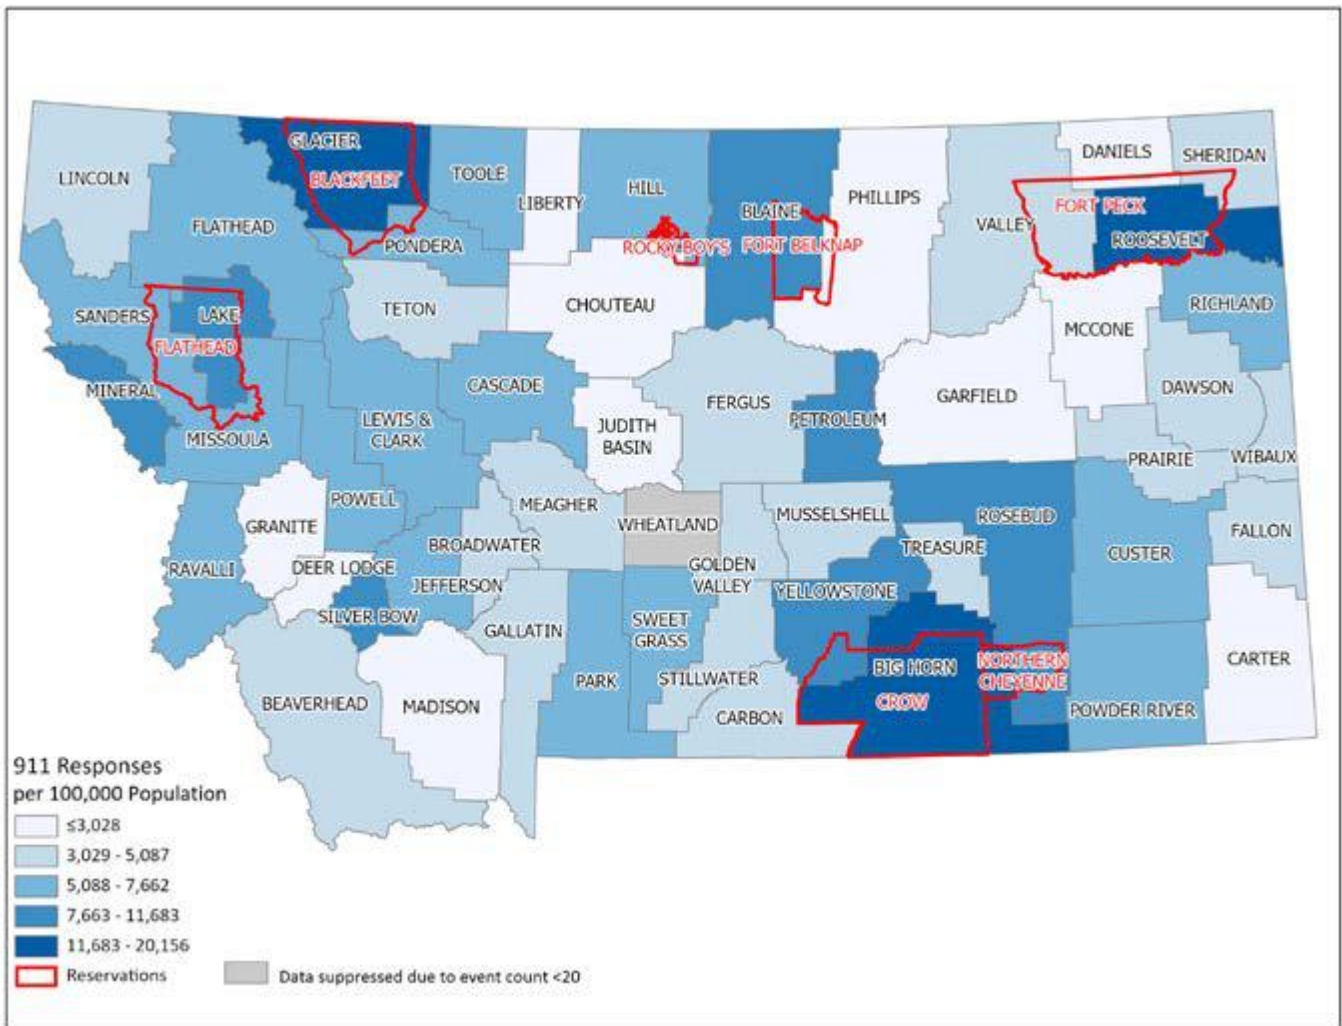 GLACIER
DANIELS
SHERIDAN
LINCOLN
BLACKFEET
TOOLE
HILL
LIBERTY
PHILLIPS
FORT PECK
BLAINE
FLATHEAD
VALLEY
ROOSEVELT
PONDERA
ROCKY BOY'S
FORT BELKNAP
CHOUTEAU
RICHLAND
TETON
SANDERS
LAKE
MCCONE
FLATHEAD
CASCADE
DAWSON
MINERAL
GARFIELD
FERGUS
LEWIS &
CLARK
PETROLEUM
JUDITH
BASIN
MISSOULA
PRAIRIE
WIBAUX
POWELL
MEAGHER
MUSSELSHELL
ROSEBUD
GRANITE
WHEATLAND
FALLON
BROADWATER
TREASURE
CUSTER
RAVALLI
DEER LODGE
GOLDEN
VALLEY
JEFFERSON
YELLOWSTONE
SILVER BOW
SWEET
GRASS
GALLATIN
BIG HORN
NORTHERN
CHEYENNE
CARTER
PARK
STILLWATER
CROW
BEAVERHEAD
MADISON
CARBON
POWDER RIVER
911 Responses
per 100,000 Population
≤3,028
3,029 - 5,087
5,088 - 7,662
7,663 - 11,683
11,683 - 20,156
Reservations
Data suppressed due to event count <20